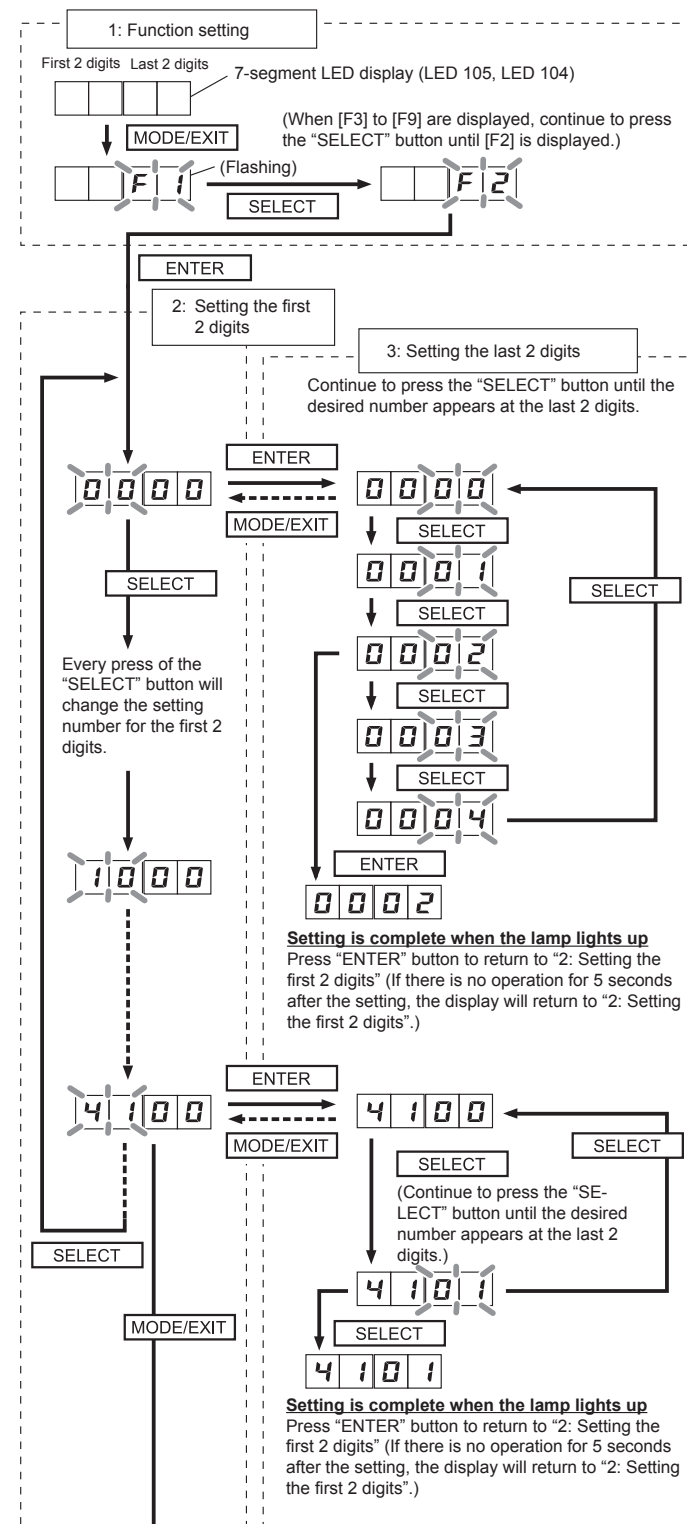 1: Function setting
First 2 digits Last 2 digits
7-segment LED display (LED 105, LED 104)
MODE/EXIT
(When [F3] to [F9] are displayed, continue to press
the “SELECT” button until [F2] is displayed.)
F 1
(Flashing)
SELECT
F 2
ENTER
2: Setting the first
2 digits
3: Setting the last 2 digits
Continue to press the “SELECT” button until the
desired number appears at the last 2 digits.
0 0 0 0
ENTER
MODE/EXIT
0 0 0 0
SELECT
0 0 0 1
SELECT
SELECT
SELECT
0 0 0 2
SELECT
0 0 0 3
SELECT
0 0 0 4
Every press of the
“SELECT” button will
change the setting
number for the first 2
digits.
1 0 0 0
ENTER
0 0 0 2
Setting is complete when the lamp lights up
Press “ENTER” button to return to “2: Setting the
first 2 digits” (If there is no operation for 5 seconds
after the setting, the display will return to “2: Setting
the first 2 digits”.)
4 1 0 0
ENTER
MODE/EXIT
4 1 0 0
SELECT
SELECT
(Continue to press the “SE-
LECT” button until the desired
number appears at the last 2
digits.)
4 1 0 1
SELECT
SELECT
MODE/EXIT
4 1 0 1
Setting is complete when the lamp lights up
Press “ENTER” button to return to “2: Setting the
first 2 digits” (If there is no operation for 5 seconds
after the setting, the display will return to “2: Setting
the first 2 digits”.)